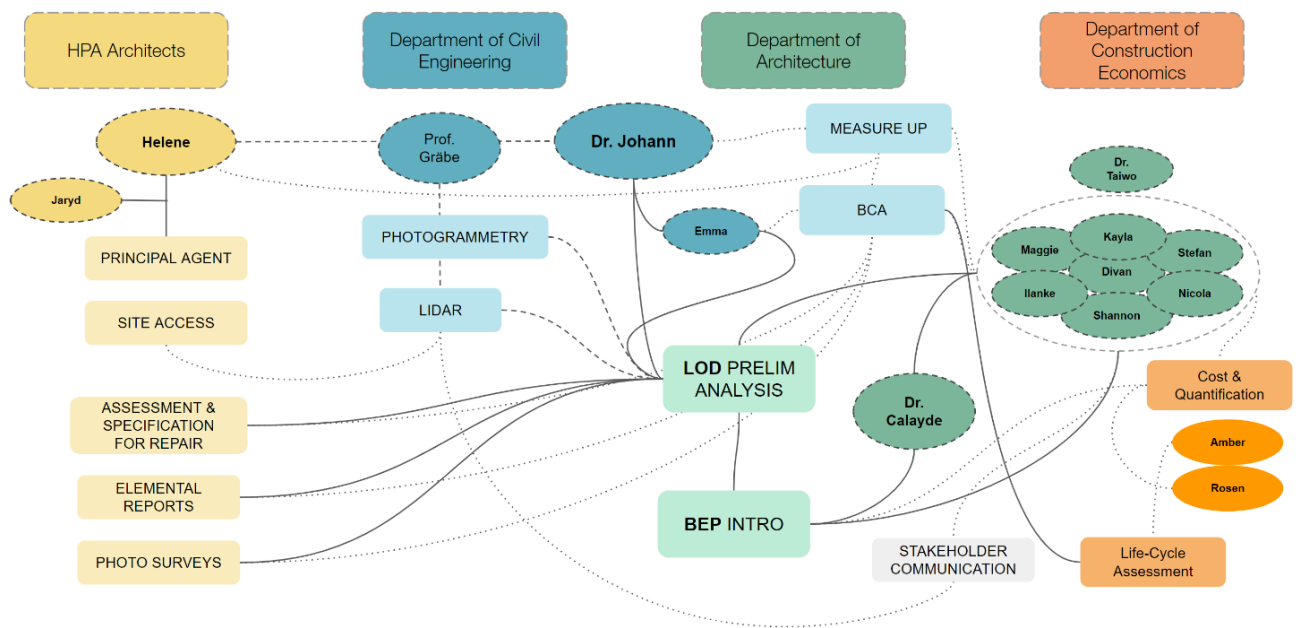 HPA Architects
Department of Civil
Engineering
Department of
Architecture
Department of
Construction
Economics
Helene
Prof.
Gräbe
Dr. Johann
MEASURE UP
Dr.
Taiwo
Jaryd
BCA
Emma
PRINCIPAL AGENT
PHOTOGRAMMETRY
Maggie
Kayla
Stefan
Divan
Ilanke
Nicola
Shannon
SITE ACCESS
LIDAR
LOD PRELIM
ANALYSIS
Cost &
Quantification
Dr.
Calayde
ASSESSMENT &
SPECIFICATION
FOR REPAIR
Amber
Rosen
ELEMENTAL
REPORTS
BEP INTRO
PHOTO SURVEYS
STAKEHOLDER
COMMUNICATION
Life-Cycle
Assessment